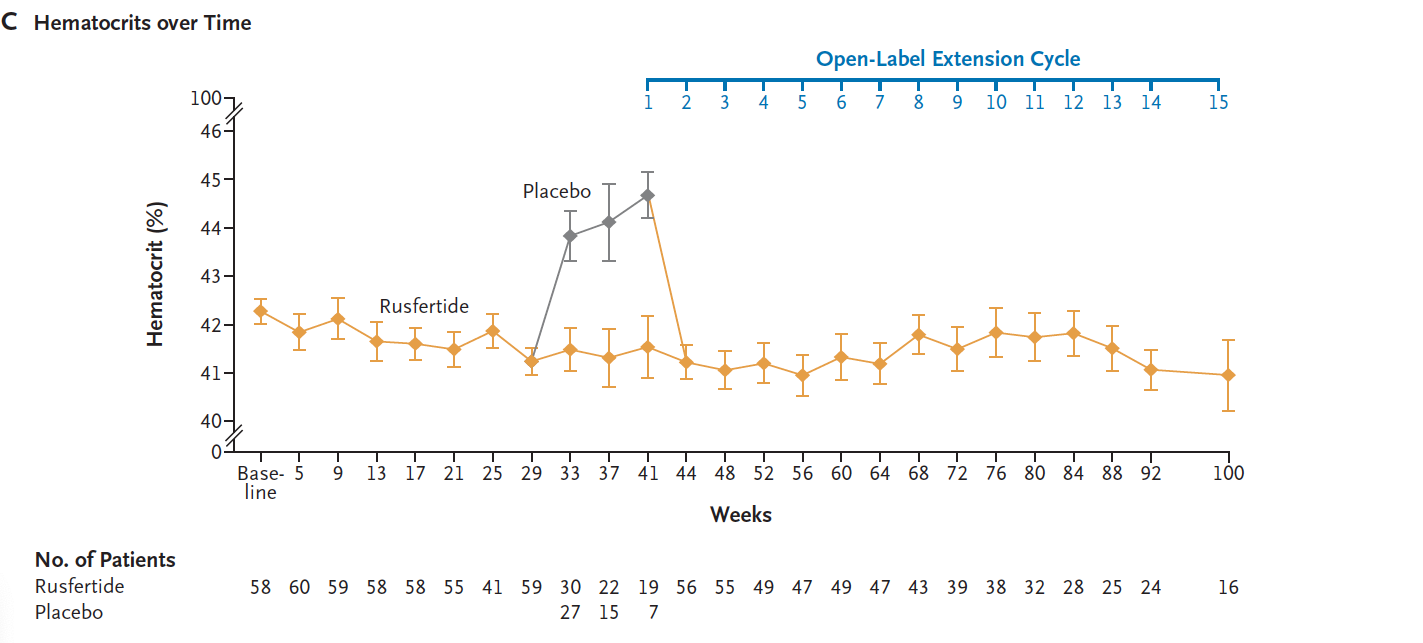 C Hematocrits over Time
Open-Label Extension Cycle
1 2 3 4 5 6 7 8 9 10 11 12 13 14 15
100
46
45
44
43
42
41
40
0
Hematocrit (%)
Placebo
Rusfertide
Base- 5 9 13 17 21 25 29 33 37 41 44 48 52 56 60 64 68 72 76 80 84 88 92 100
line
Weeks
No. of Patients
Rusfertide 58 60 59 58 58 55 41 59 30 22 19 56 55 49 47 49 47 43 39 38 32 28 25 24 16
Placebo 27 15 7